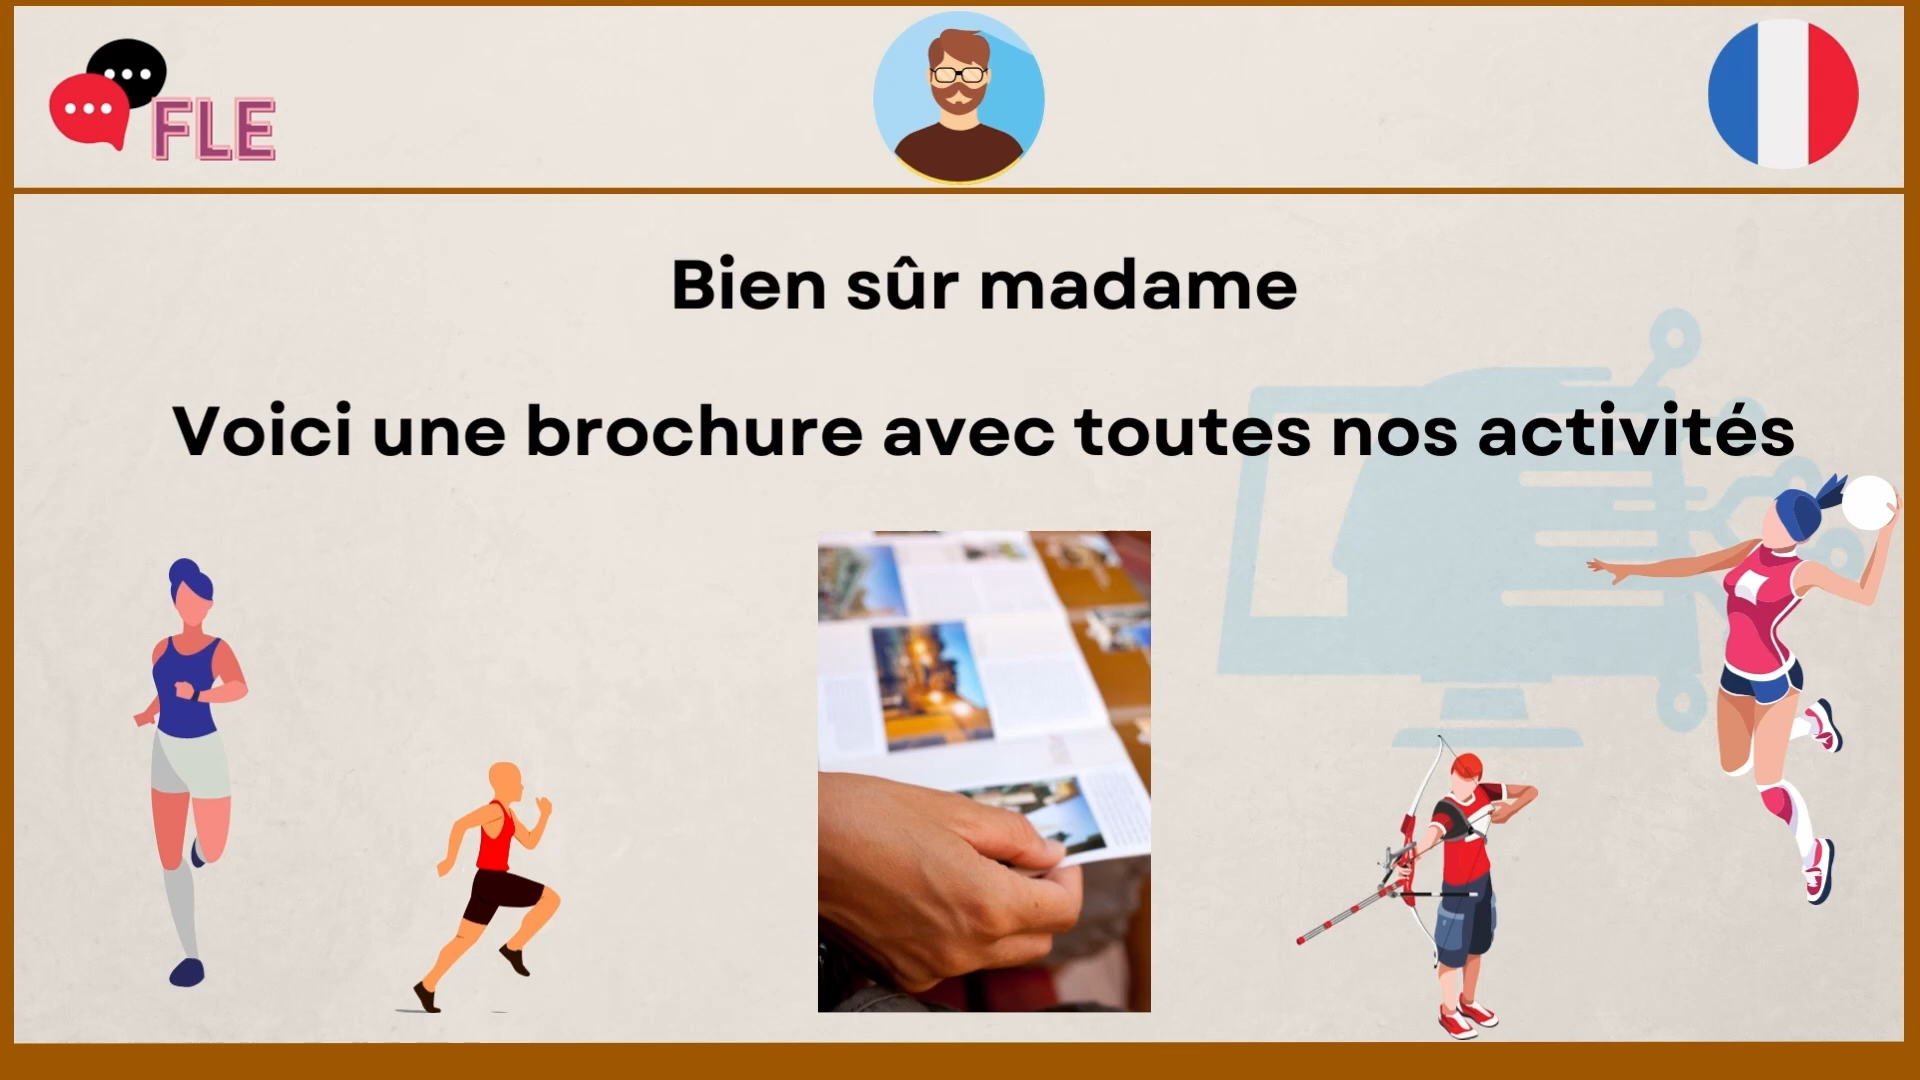 FLE
Bien sûr madame
Voici une brochure avec toutes nos activités